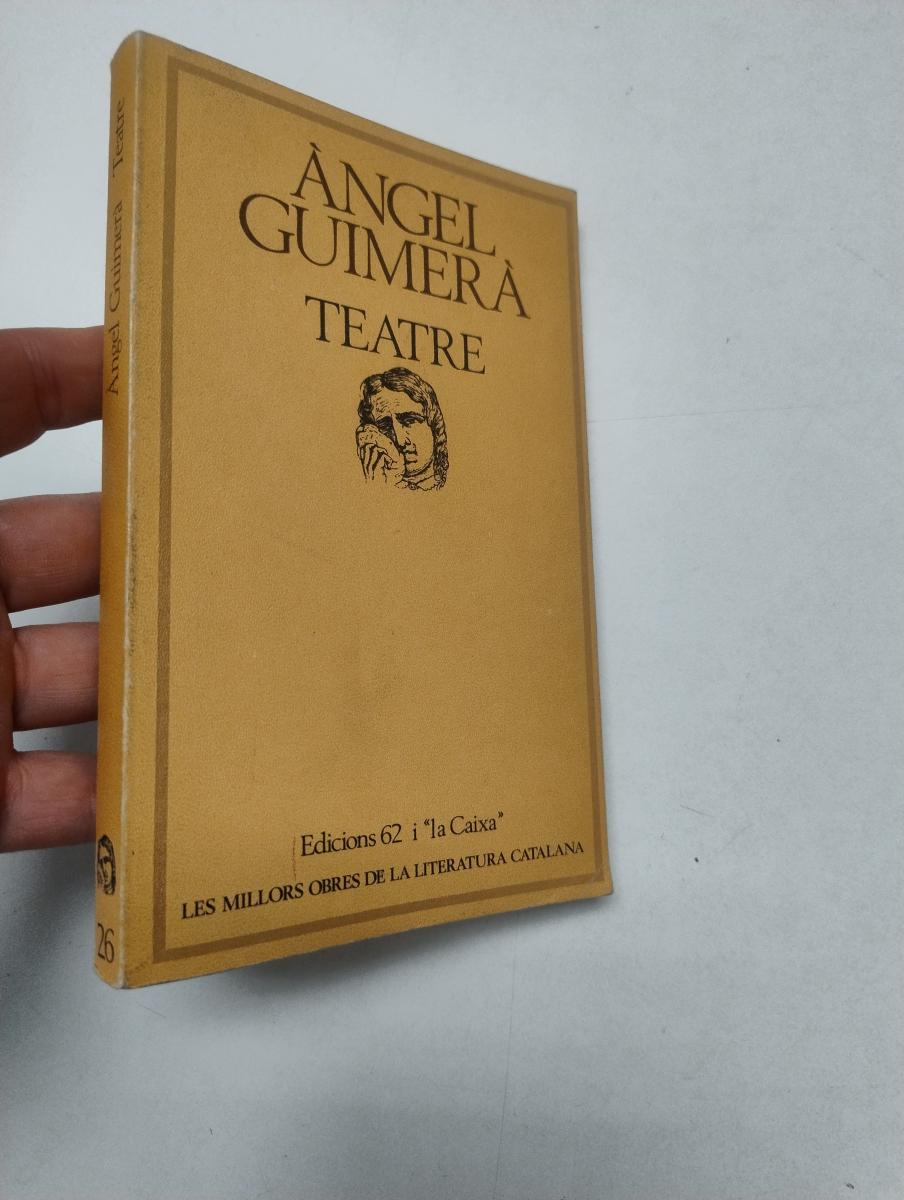 ÀNGEL
GUIMERÀ
TEATRE
Edicions 62 i “la Caixa”
LES MILLORS OBRES DE LA LITERATURA CATALANA
Àngel Guimerà Teatre
26